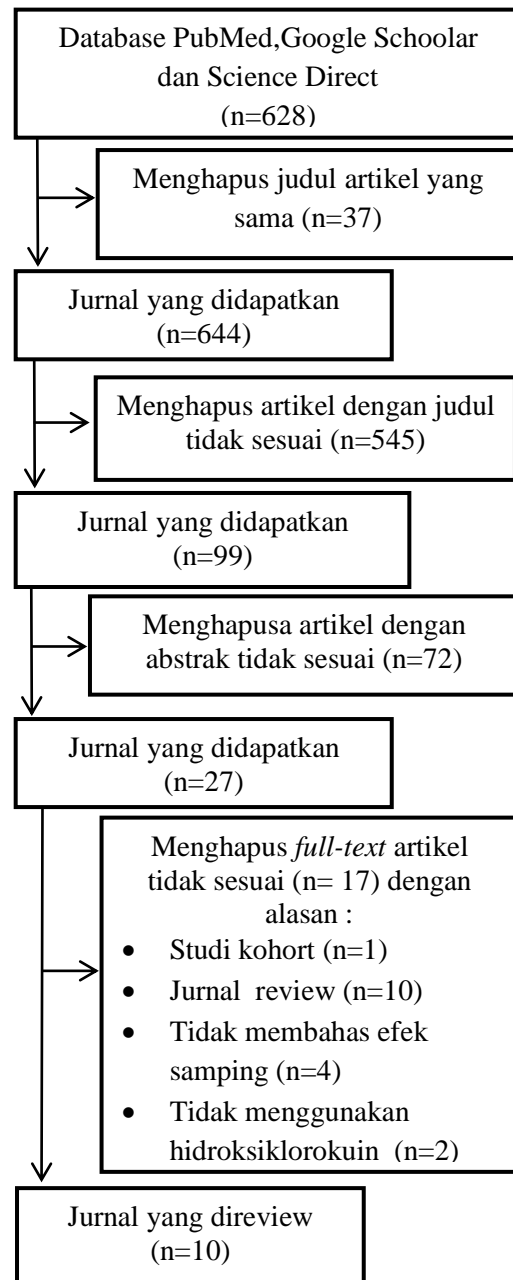 Database PubMed,Google Schoolar
dan Science Direct
(n=628)
Menghapus judul artikel yang
sama (n=37)
Jurnal yang didapatkan
(n=644)
Menghapus artikel dengan judul
tidak sesuai (n=545)
Jurnal yang didapatkan
(n=99)
Menghapusa artikel dengan
abstrak tidak sesuai (n=72)
Jurnal yang didapatkan
(n=27)
Menghapus full-text artikel
tidak sesuai (n= 17) dengan
alasan :
• Studi kohort (n=1)
• Jurnal review (n=10)
• Tidak membahas efek
samping (n=4)
• Tidak menggunakan
hidroksiklorokuin (n=2)
Jurnal yang direview
(n=10)